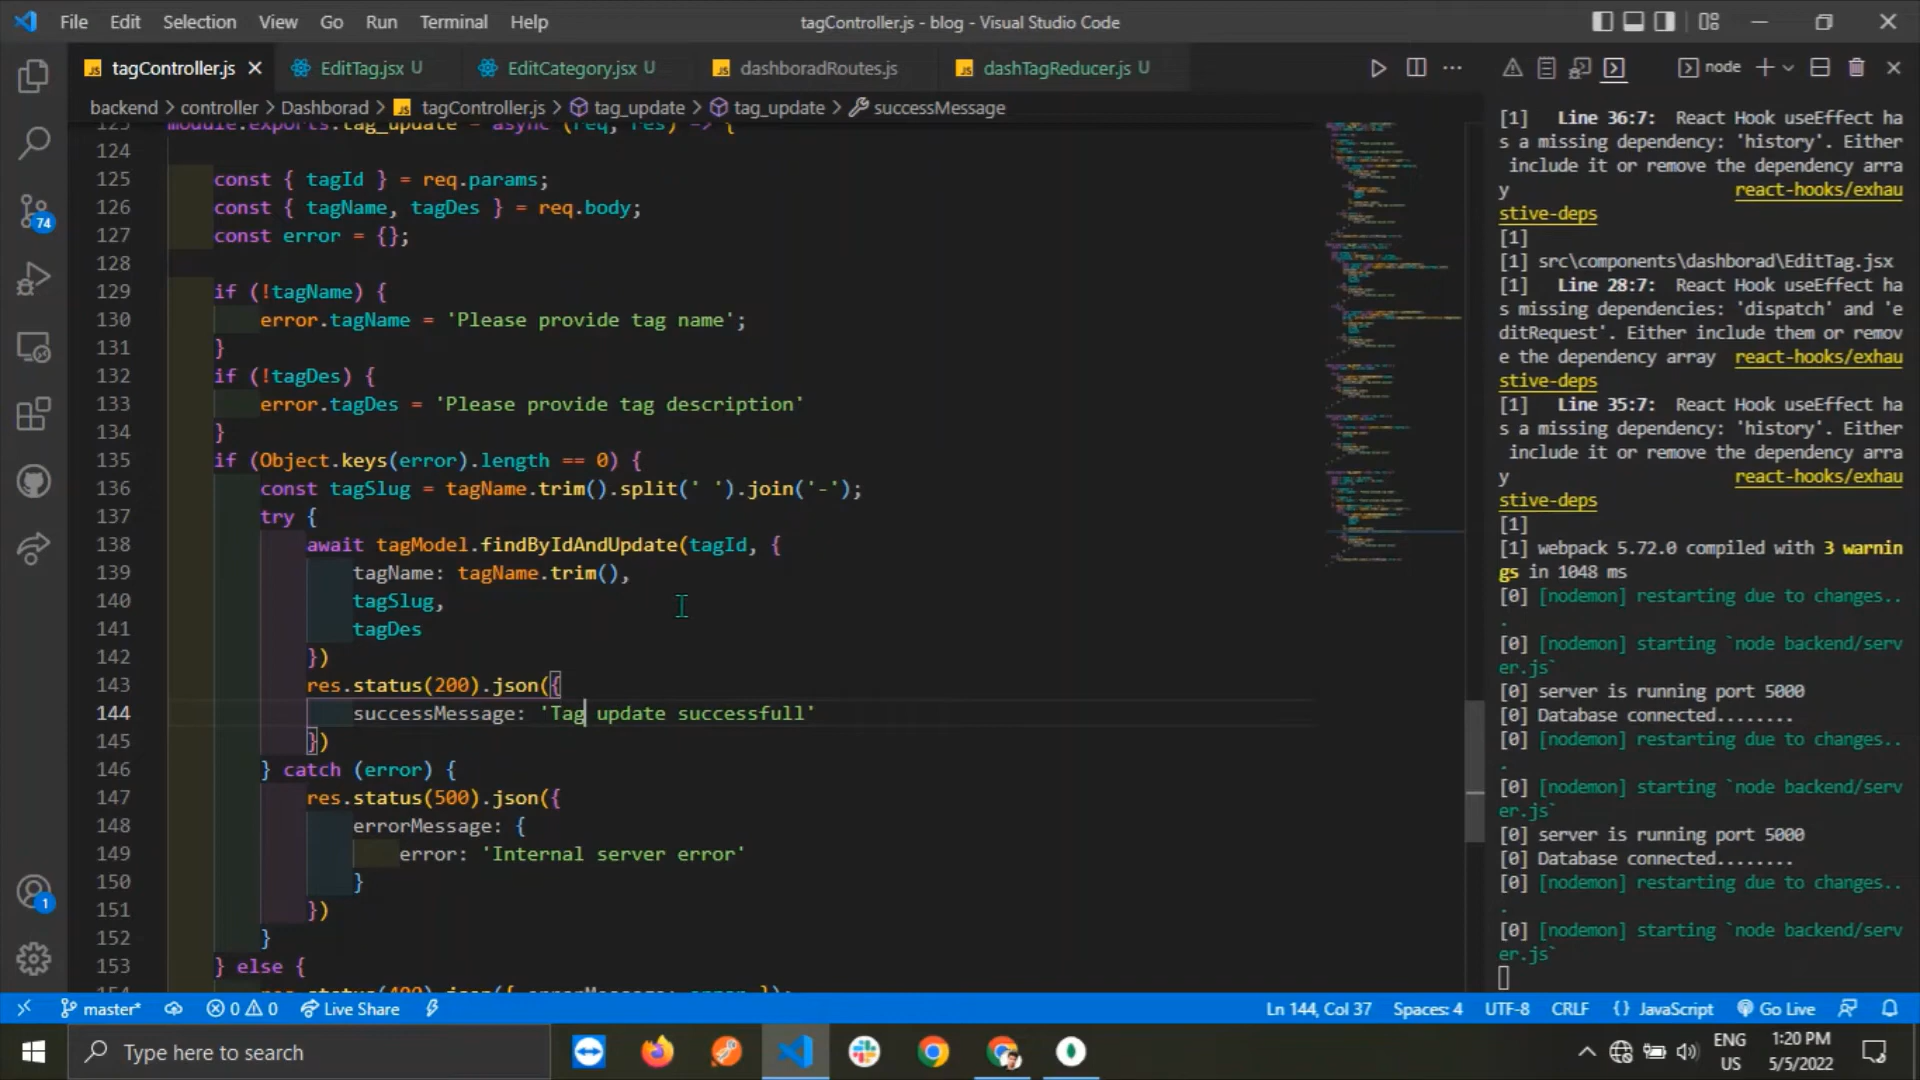 File Edit Selection View Go Run Terminal Help
tagController.js - blog - Visual Studio Code
tagController.js EditTag.jsx U EditCategory.jsx U dashboradRoutes.js dashTagReducer.js U
node
backend > controller > Dashborad > tagController.js > tag_update > tag_update > successMessage
123 module.exports.tag_update = async (req, res) => {
124
125 const { tagId } = req.params;
126 const { tagName, tagDes } = req.body;
127 const error = {};
128
129 if (!tagName) {
130 error.tagName = 'Please provide tag name';
131 }
132 if (!tagDes) {
133 error.tagDes = 'Please provide tag description'
134 }
135 if (Object.keys(error).length == 0) {
136 const tagSlug = tagName.trim().split(' ').join('-');
137 try {
138 await tagModel.findByIdAndUpdate(tagId, {
139 tagName: tagName.trim(),
140 tagSlug,
141 tagDes
142 })
143 res.status(200).json({
144 successMessage: 'Tag update successfull'
145 })
146 } catch (error) {
147 res.status(500).json({
148 errorMessage: {
149 error: 'Internal server error'
150 }
151 })
152 }
153 } else {
154 res.status(400).json({ errorMessage: error });
[1] Line 36:7: React Hook useEffect ha
s a missing dependency: 'history'. Either
include it or remove the dependency arra
y react-hooks/exhau
stive-deps
[1]
[1] src\components\dashborad\EditTag.jsx
[1] Line 28:7: React Hook useEffect ha
s missing dependencies: 'dispatch' and 'e
ditRequest'. Either include them or remov
e the dependency array react-hooks/exhau
stive-deps
[1] Line 35:7: React Hook useEffect ha
s a missing dependency: 'history'. Either
include it or remove the dependency arra
y react-hooks/exhau
stive-deps
[1]
[1] webpack 5.72.0 compiled with 3 warnin
gs in 1048 ms
[0] [nodemon] restarting due to changes..
.
[0] [nodemon] starting `node backend/serv
er.js`
[0] server is running port 5000
[0] Database connected........
[0] [nodemon] restarting due to changes..
.
[0] [nodemon] starting `node backend/serv
er.js`
[0] server is running port 5000
[0] Database connected........
[0] [nodemon] restarting due to changes..
.
[0] [nodemon] starting `node backend/serv
er.js`
74
1
master* 0 0 Live Share
Ln 144, Col 37 Spaces: 4 UTF-8 CRLF {} JavaScript Go Live
Type here to search
ENG
US
1:20 PM
5/5/2022